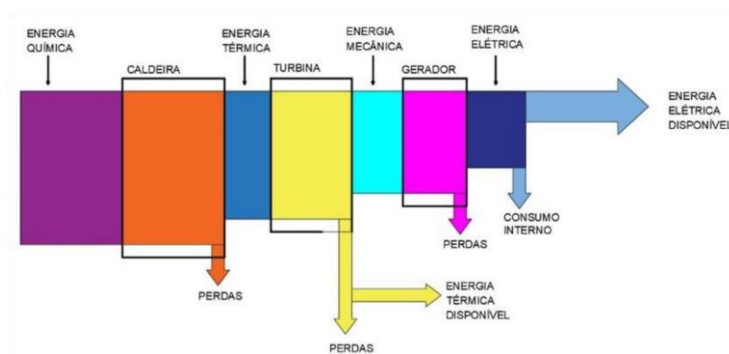 ENERGIA
QUÍMICA
CALDEIRA
ENERGIA
TÉRMICA
TURBINA
ENERGIA
MECÂNICA
GERADOR
ENERGIA
ELÉTRICA
ENERGIA
ELÉTRICA
DISPONÍVEL
CONSUMO
INTERNO
PERDAS
PERDAS
ENERGIA
TÉRMICA
DISPONÍVEL
PERDAS